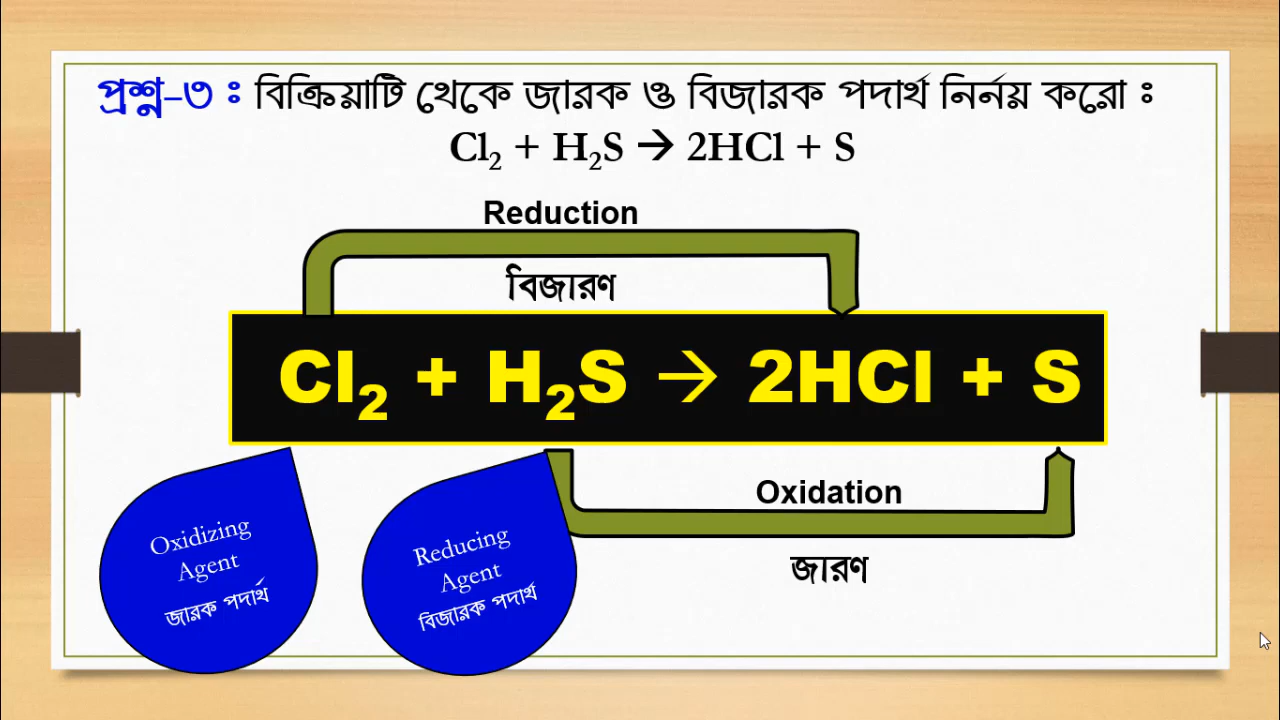 প্রশ্ন-৩ ঃ বিক্রিয়াটি থেকে জারক ও বিজারক পদার্থ নির্নয় করো ঃ
Cl₂ + H₂S → 2HCl + S
Reduction
বিজারণ
Cl₂ + H₂S → 2HCl + S
Oxidation
জারণ
Oxidizing
Agent
জারক পদার্থ
Reducing
Agent
বিজারক পদার্থ